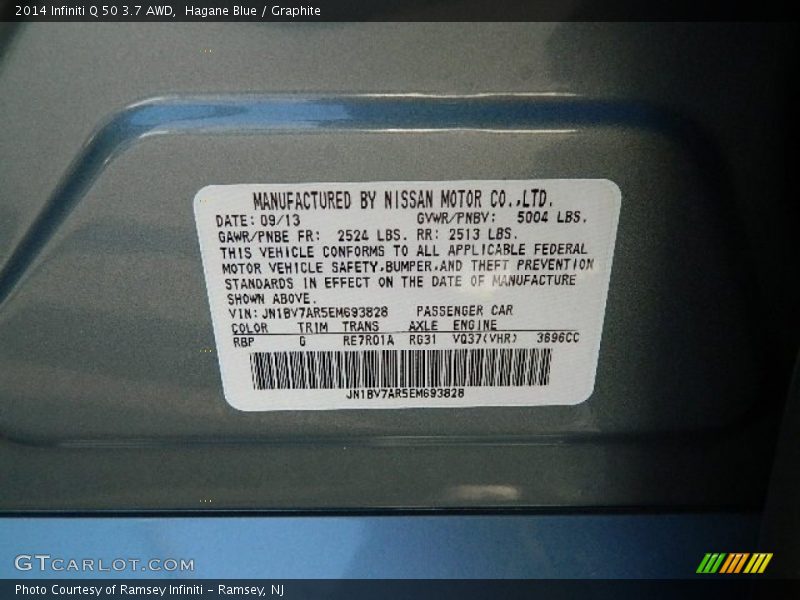 2014 Infiniti Q 50 3.7 AWD,  Hagane Blue / Graphite
MANUFACTURED BY NISSAN MOTOR CO.,LTD.
DATE: 09/13 GVWR/PNBV: 5004 LBS.
GAWR/PNBE FR: 2524 LBS. RR: 2513 LBS.
THIS VEHICLE CONFORMS TO ALL APPLICABLE FEDERAL
MOTOR VEHICLE SAFETY,BUMPER,AND THEFT PREVENTION
STANDARDS IN EFFECT ON THE DATE OF MANUFACTURE
SHOWN ABOVE.
VIN: JN1BV7AR5EM693828 PASSENGER CAR
COLOR TRIM TRANS AXLE ENGINE
RBP G RE7R01A RG31 VQ37(VHR) 3696CC
JN1BV7AR5EM693828
GTCARLOT.COM
Photo Courtesy of Ramsey Infiniti - Ramsey, NJ